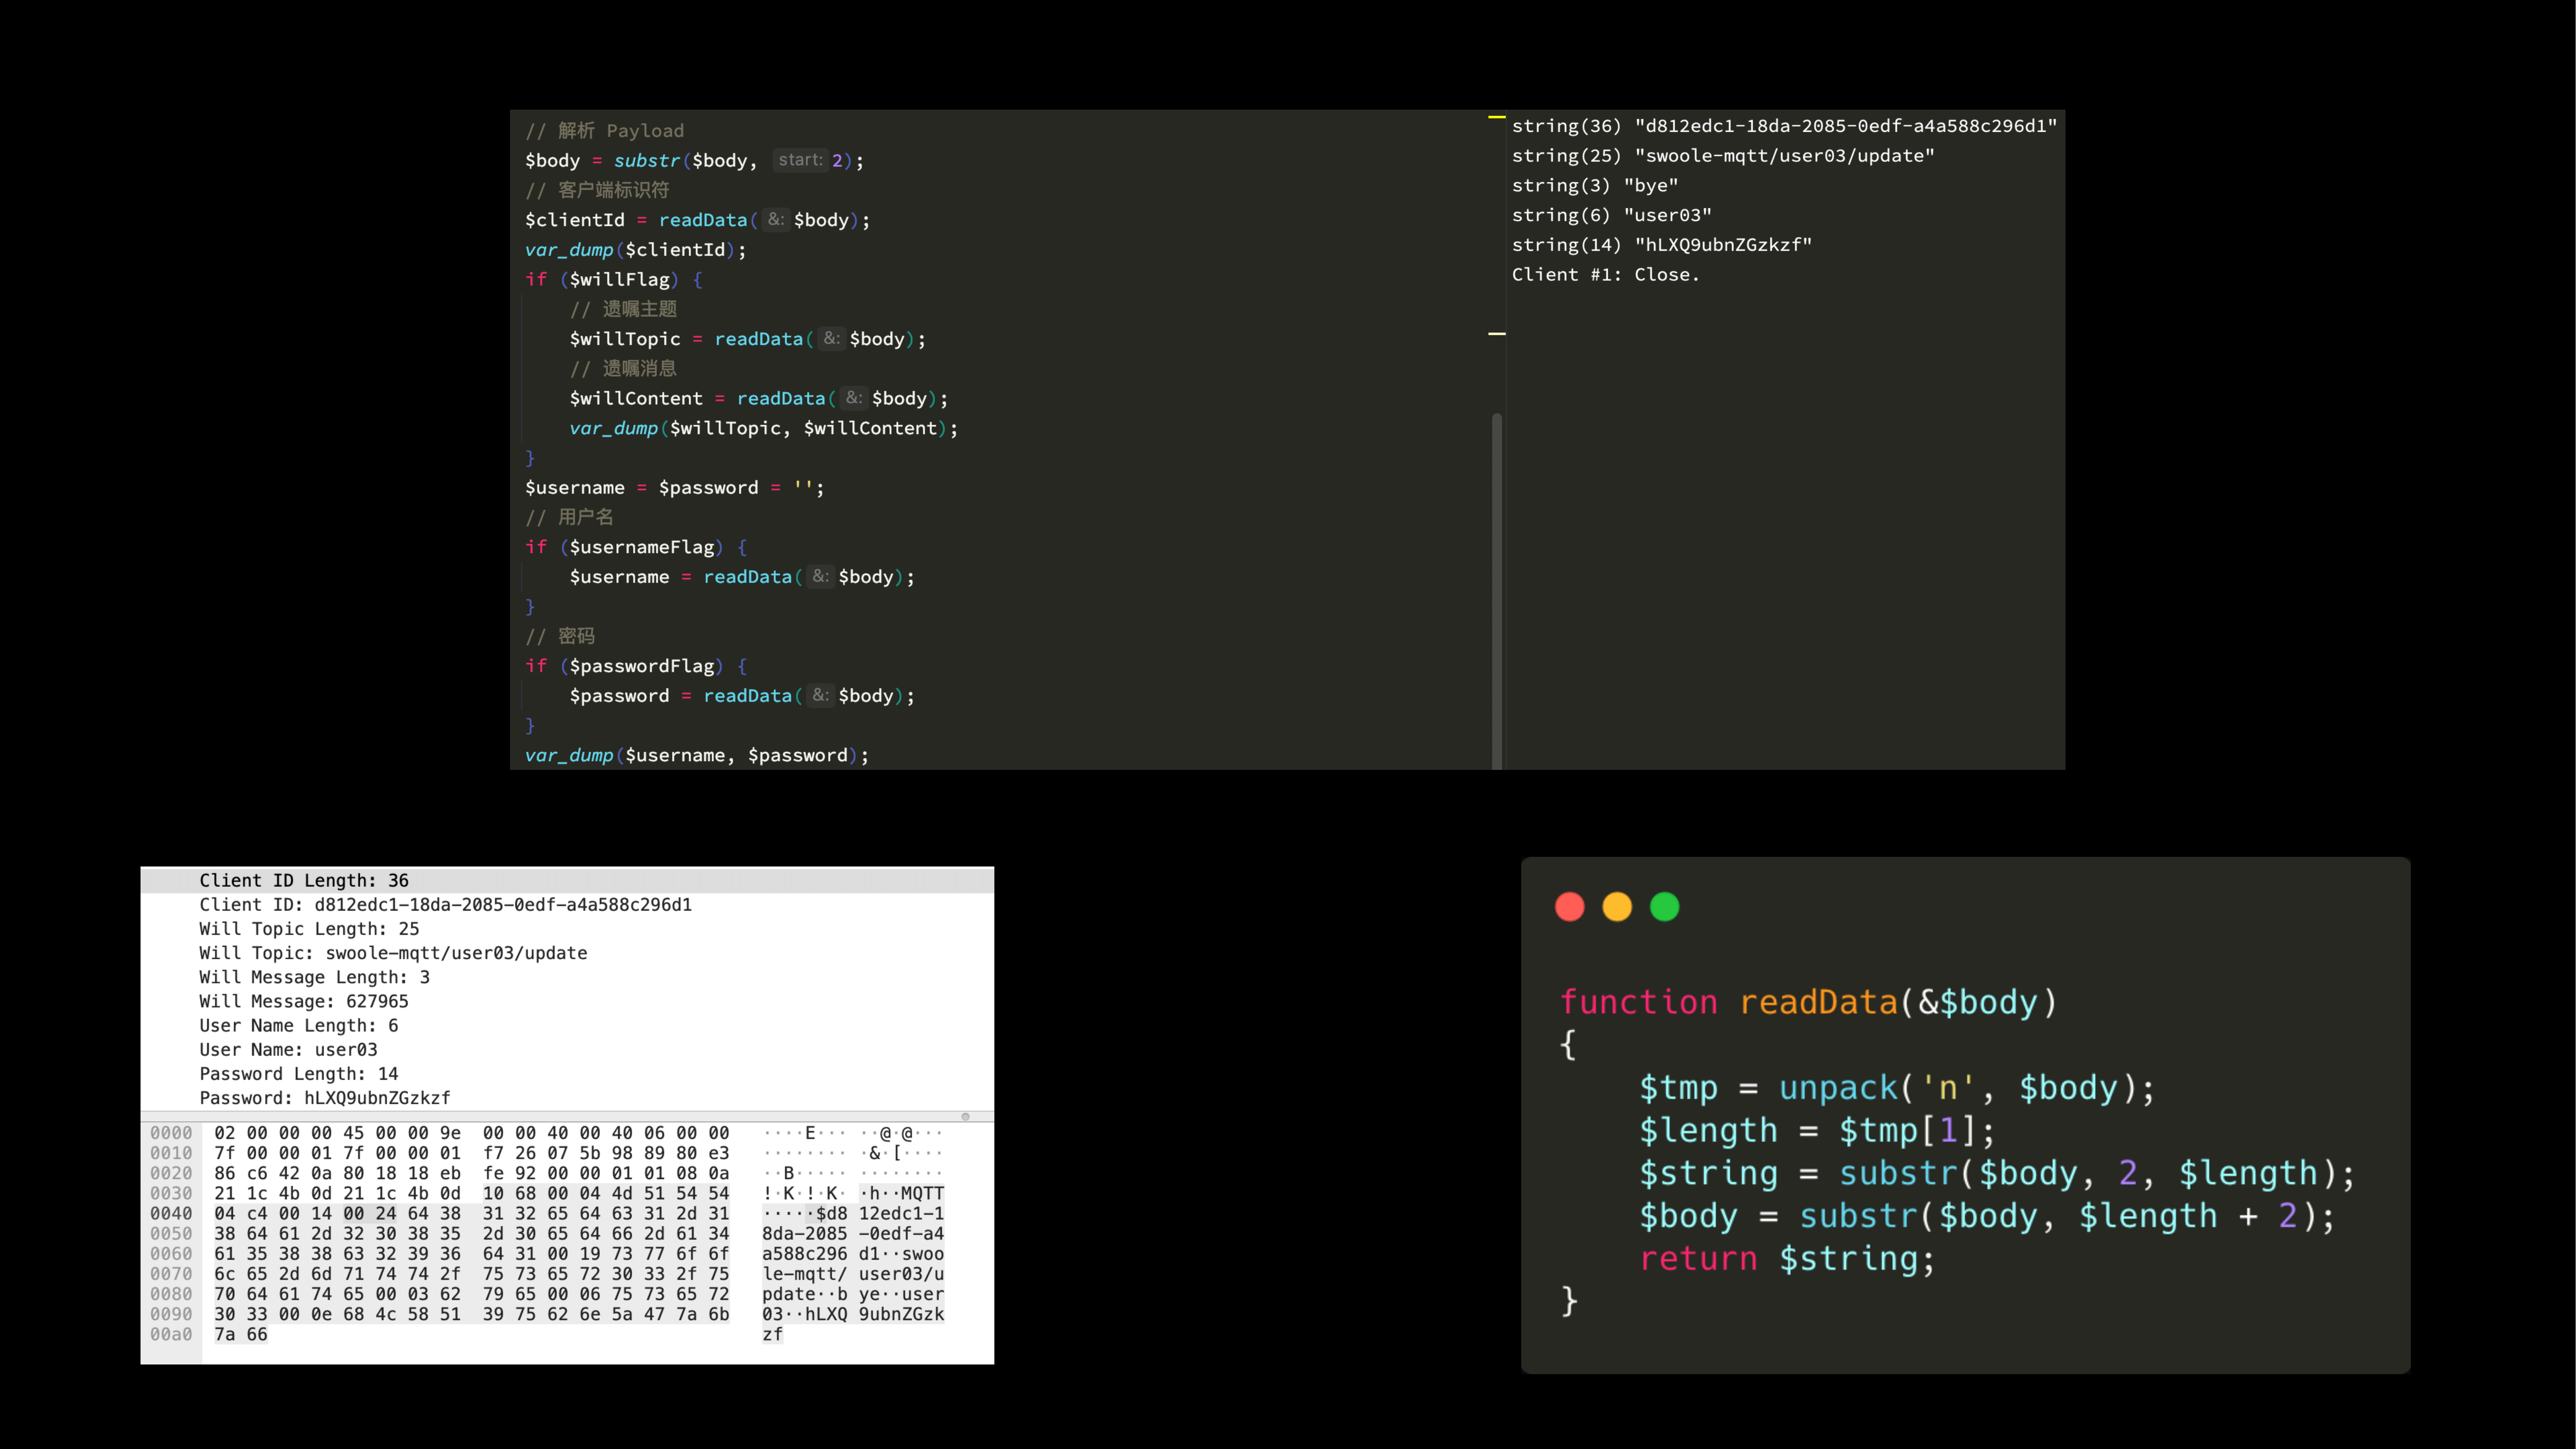 // 解析 Payload
$body = substr($body, start: 2);
// 客户端标识符
$clientId = readData( &: $body);
var_dump($clientId);
if ($willFlag) {
// 遗嘱主题
$willTopic = readData( &: $body);
// 遗嘱消息
$willContent = readData( &: $body);
var_dump($willTopic, $willContent);
}
$username = $password = '';
// 用户名
if ($usernameFlag) {
$username = readData( &: $body);
}
// 密码
if ($passwordFlag) {
$password = readData( &: $body);
}
var_dump($username, $password);
string(36) "d812edc1-18da-2085-0edf-a4a588c296d1"
string(25) "swoole-mqtt/user03/update"
string(3) "bye"
string(6) "user03"
string(14) "hLXQ9ubnZGzkzf"
Client #1: Close.
Client ID Length: 36
Client ID: d812edc1-18da-2085-0edf-a4a588c296d1
Will Topic Length: 25
Will Topic: swoole-mqtt/user03/update
Will Message Length: 3
Will Message: 627965
User Name Length: 6
User Name: user03
Password Length: 14
Password: hLXQ9ubnZGzkzf
0000 02 00 00 00 45 00 00 9e 00 00 40 00 40 06 00 00 ····E··· ··@·@···
0010 7f 00 00 01 7f 00 00 01 f7 26 07 5b 98 89 80 e3 ········ ·&·[····
0020 86 c6 42 0a 80 18 18 eb fe 92 00 00 01 01 08 0a ··B····· ········
0030 21 1c 4b 0d 21 1c 4b 0d 10 68 00 04 4d 51 54 54 !·K·!·K· ·h··MQTT
0040 04 c4 00 14 00 24 64 38 31 32 65 64 63 31 2d 31 ·····$d8 12edc1-1
0050 38 64 61 2d 32 30 38 35 2d 30 65 64 66 2d 61 34 8da-2085 -0edf-a4
0060 61 35 38 38 63 32 39 36 64 31 00 19 73 77 6f 6f a588c296 d1··swoo
0070 6c 65 2d 6d 71 74 74 2f 75 73 65 72 30 33 2f 75 le-mqtt/ user03/u
0080 70 64 61 74 65 00 03 62 79 65 00 06 75 73 65 72 pdate··b ye··user
0090 30 33 00 0e 68 4c 58 51 39 75 62 6e 5a 47 7a 6b 03··hLXQ 9ubnZGzk
00a0 7a 66 zf
function readData(&$body)
{
$tmp = unpack('n', $body);
$length = $tmp[1];
$string = substr($body, 2, $length);
$body = substr($body, $length + 2);
return $string;
}